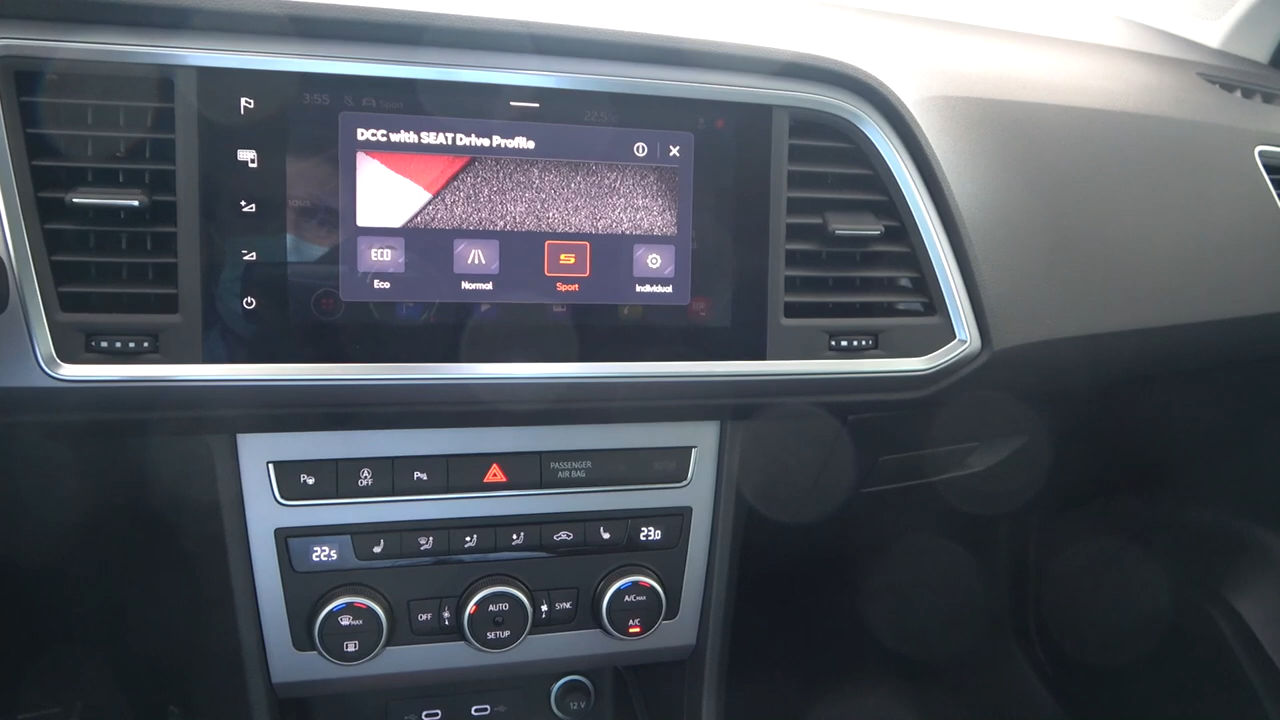 3:55
Sport
22.5
DCC with SEAT Drive Profile
ECO
S
Eco
Normal
Sport
Individual
P
A
OFF
P
PASSENGER
AIR BAG
22.5
23.0
MAX
OFF
AUTO
SETUP
SYNC
A/C MAX
A/C
12 V